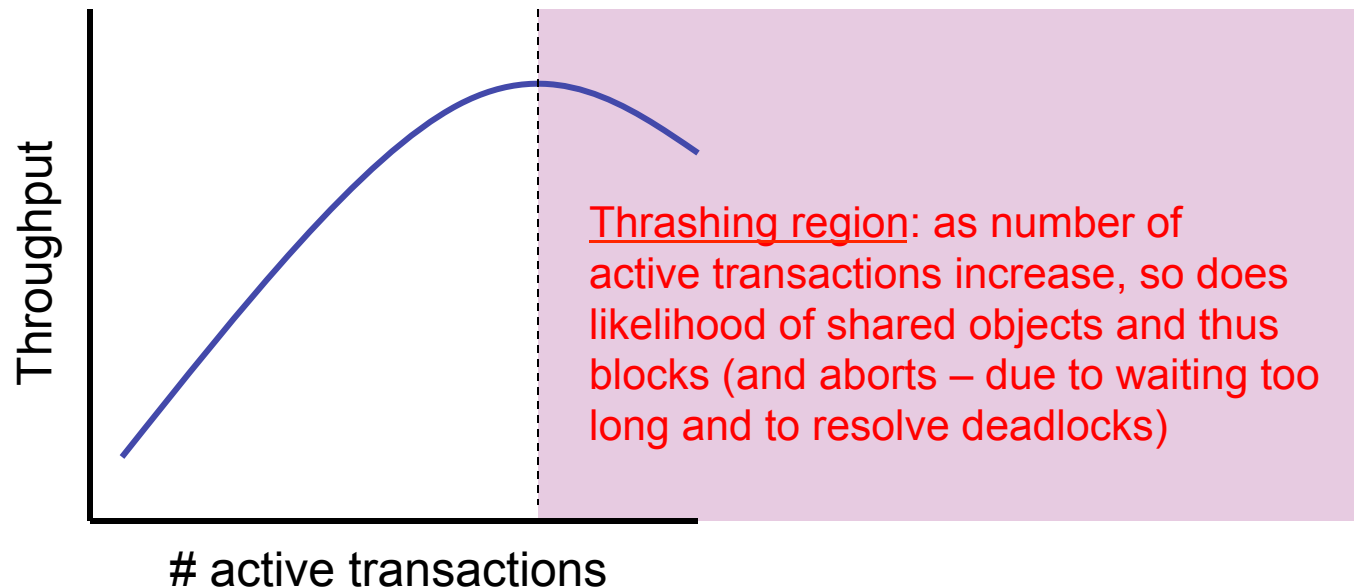 Throughput
Thrashing region: as number of
active transactions increase, so does
likelihood of shared objects and thus
blocks (and aborts – due to waiting too
long and to resolve deadlocks)
# active transactions